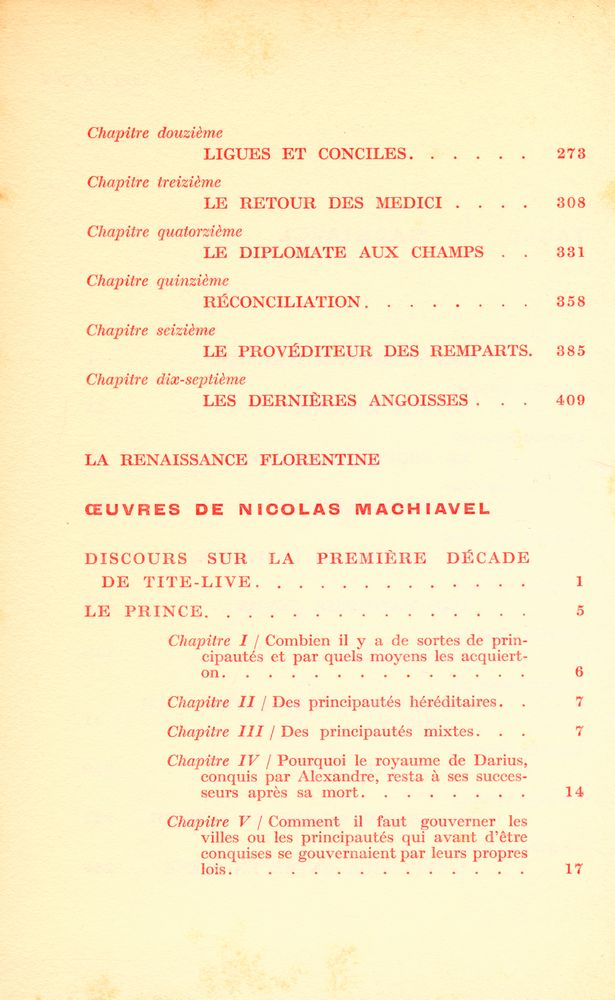 Chapitre douzième
LIGUES ET CONCILES. . . . . . 273
Chapitre treizième
LE RETOUR DES MEDICI . . . . 308
Chapitre quatorzième
LE DIPLOMATE AUX CHAMPS . . 331
Chapitre quinzième
RÉCONCILIATION. . . . . . . . 358
Chapitre seizième
LE PROVÉDITEUR DES REMPARTS. 385
Chapitre dix-septième
LES DERNIÈRES ANGOISSES . . . 409
LA RENAISSANCE FLORENTINE
ŒUVRES DE NICOLAS MACHIAVEL
DISCOURS SUR LA PREMIÈRE DÉCADE
DE TITE-LIVE. . . . . . . . . . . . . 1
LE PRINCE. . . . . . . . . . . . . . . 5
Chapitre I / Combien il y a de sortes de prin-
cipautés et par quels moyens les acquiert-
on. . . . . . . . . . . . . . 6
Chapitre II / Des principautés héréditaires. . 7
Chapitre III / Des principautés mixtes. . . 7
Chapitre IV / Pourquoi le royaume de Darius,
conquis par Alexandre, resta à ses succes-
seurs après sa mort. . . . . . . . 14
Chapitre V / Comment il faut gouverner les
villes ou les principautés qui avant d'être
conquises se gouvernaient par leurs propres
lois. . . . . . . . . . . . . 17